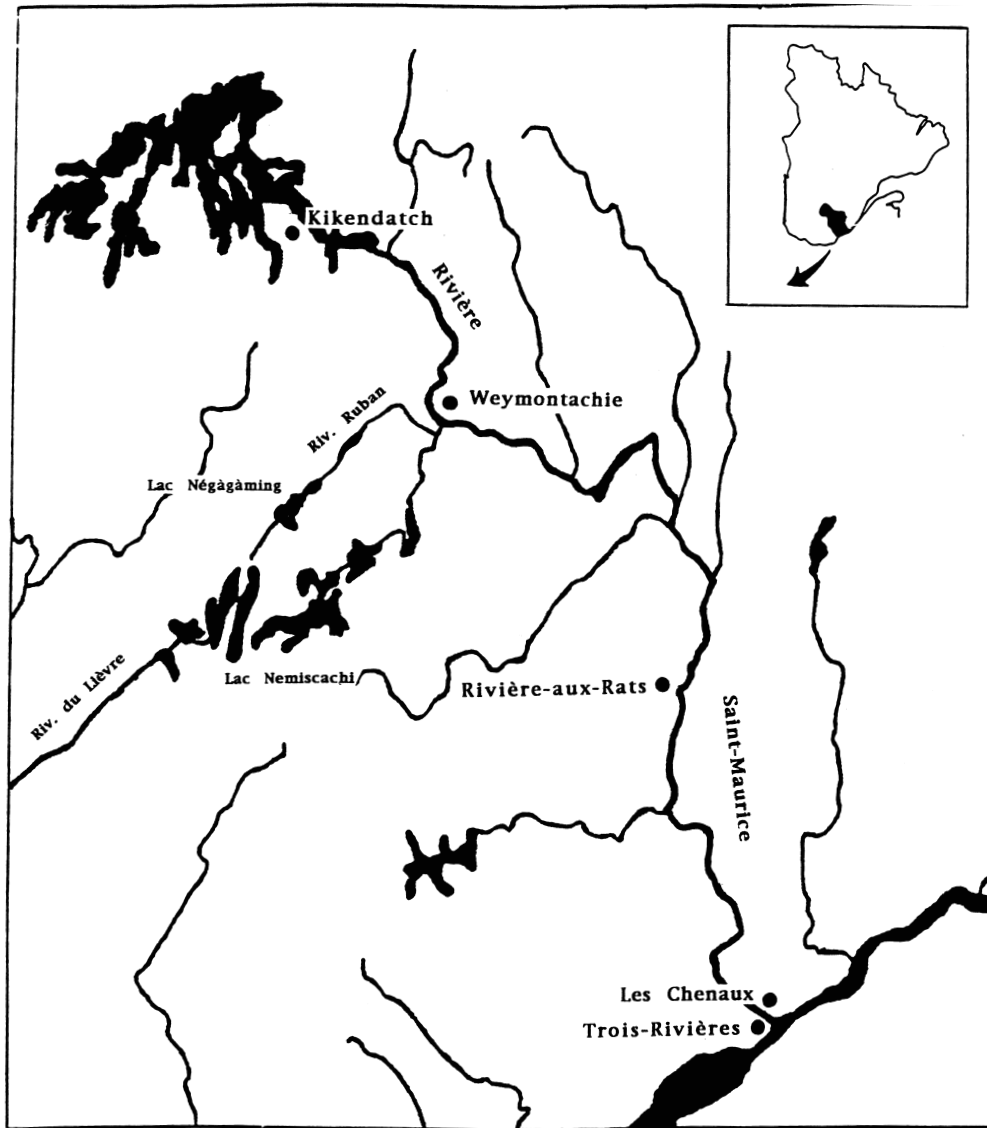 Kikendatch
Rivière
Weymontachie
Riv. Ruban
Lac Négàgàming
Riv. du Lièvre
Lac Nemiscachi
Rivière-aux-Rats
Saint-Maurice
Les Chenaux
Trois-Rivières